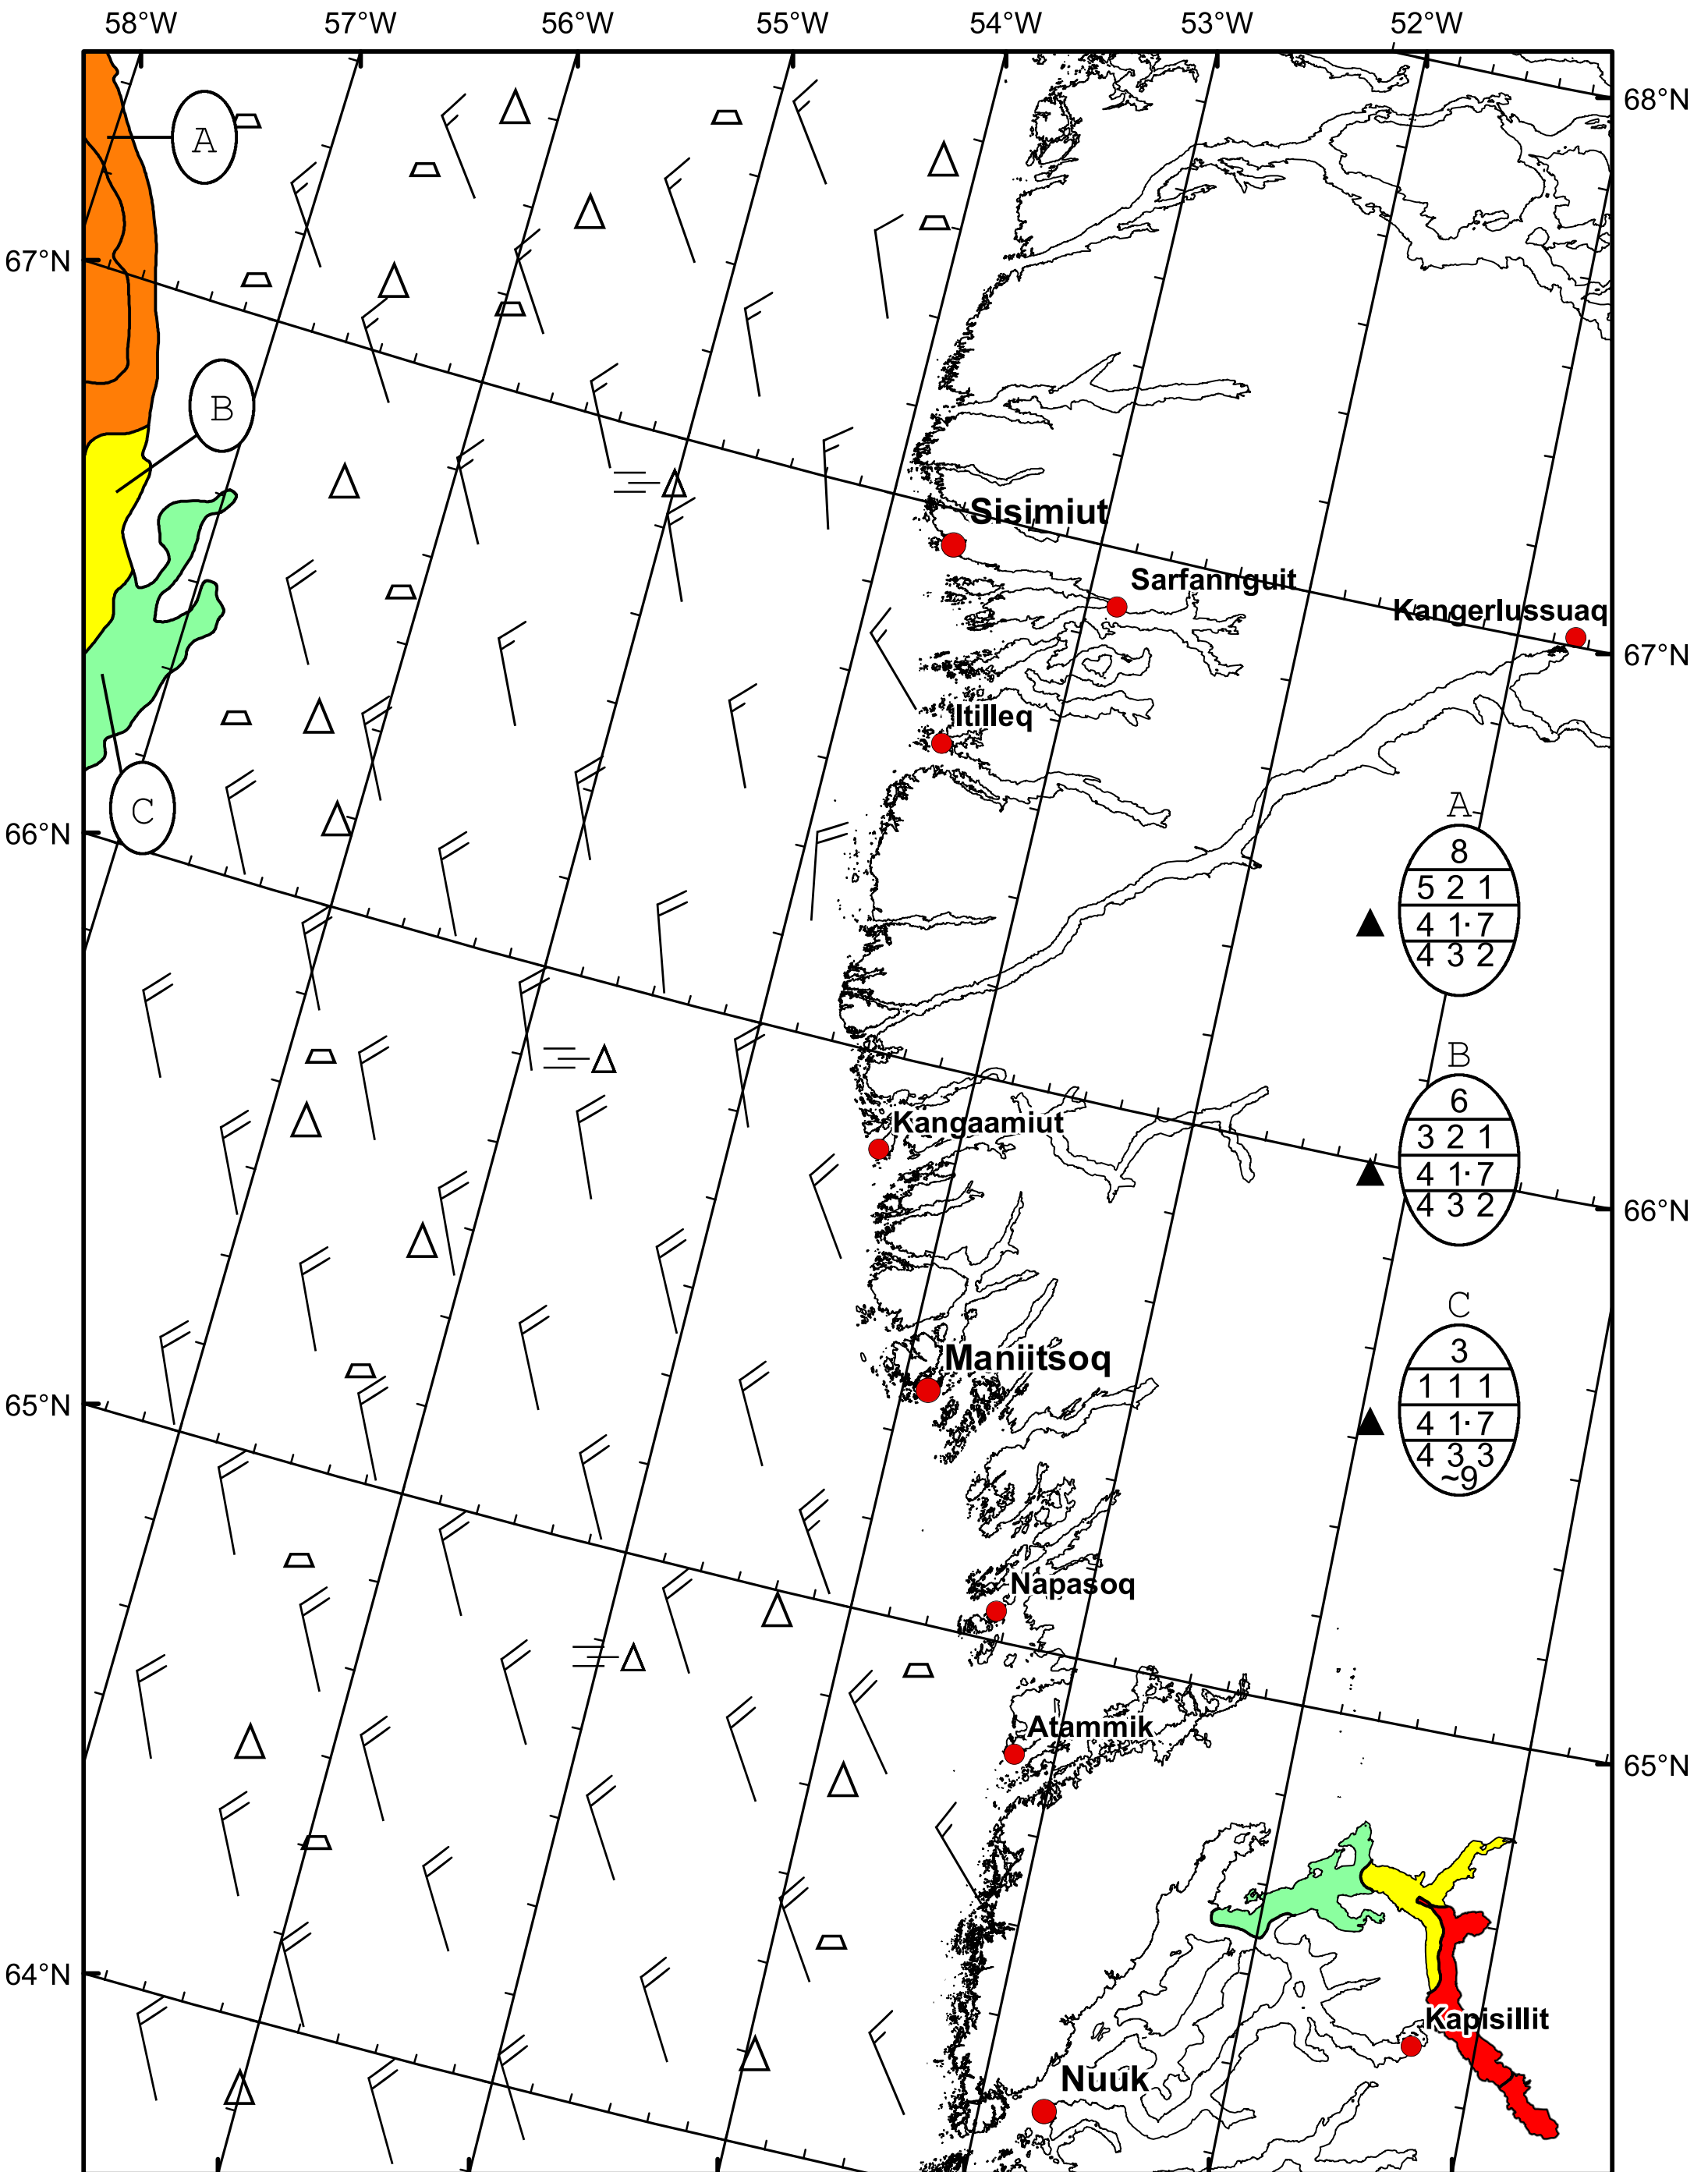 58°W 57°W 56°W 55°W 54°W 53°W 52°W
68°N
A
67°N
B
Sisimiut
Sarfannguit
Kangerlussuaq
67°N
Itilleq
C
66°N
A
8
5 2 1
4 1· 7
4 3 2
B
6
3 2 1
4 1· 7
4 3 2
Kangaamiut
66°N
C
3
1 1 1
4 1· 7
4 3 3
~9
Maniitsoq
65°N
Napasoq
Atammik
65°N
64°N
Kapisillit
Nuuk